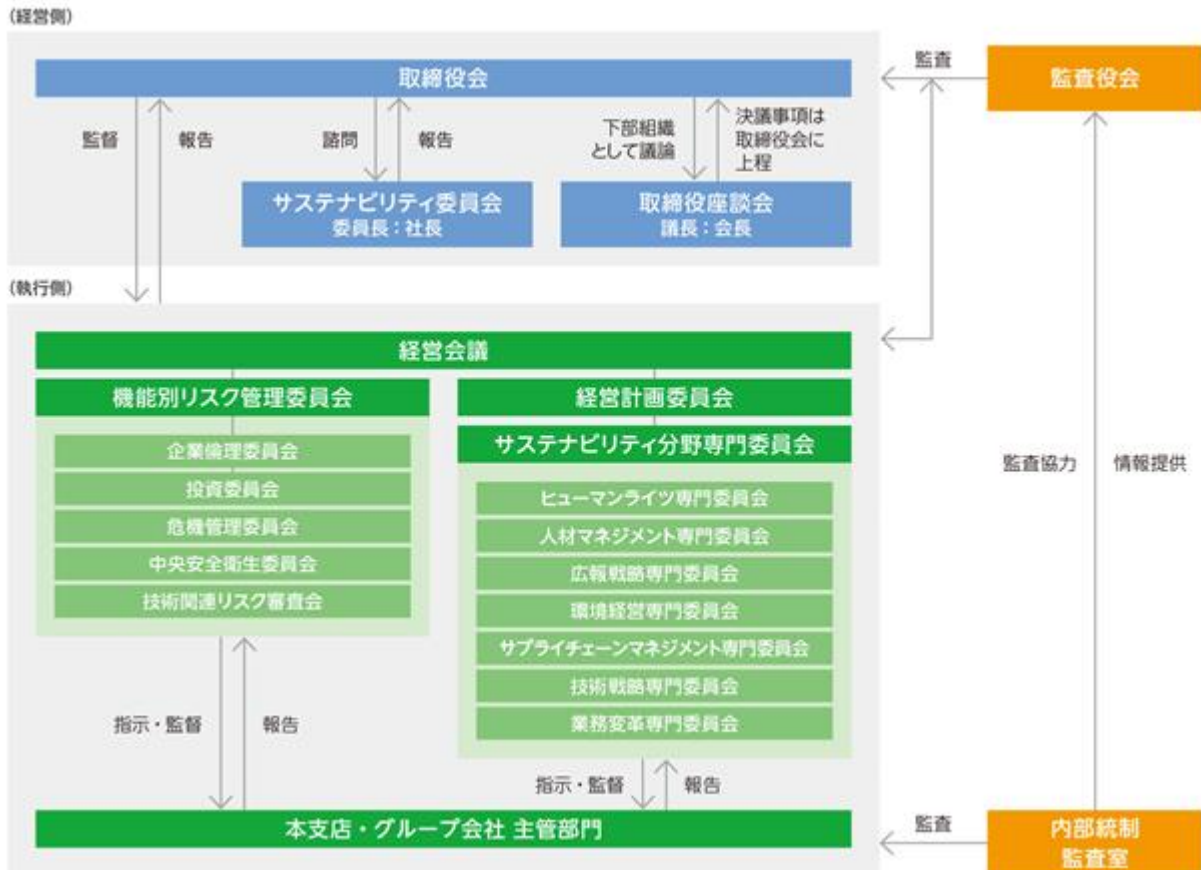 (経営側)
取締役会
監査
監査役会
監督
報告
諮問
報告
下部組織
として議論
決議事項は
取締役会に
上程
サステナビリティ委員会
委員長：社長
取締役座談会
議長：会長
(執行側)
経営会議
機能別リスク管理委員会
企業倫理委員会
投資委員会
危機管理委員会
中央安全衛生委員会
技術関連リスク審査会
経営計画委員会
サステナビリティ分野専門委員会
ヒューマンライツ専門委員会
人材マネジメント専門委員会
広報戦略専門委員会
環境経営専門委員会
サプライチェーンマネジメント専門委員会
技術戦略専門委員会
業務変革専門委員会
監査協力
情報提供
指示・監督
報告
指示・監督
報告
本支店・グループ会社 主管部門
監査
内部統制
監査室